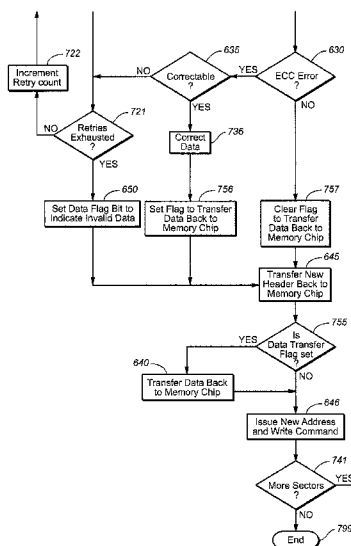 722
635
630
Increment
Retry count
NO
Correctable
?
YES
ECC Error
?
721
YES
NO
Retries
Exhausted
?
NO
YES
736
Correct
Data
650
Set Data Flag Bit to
Indicate Invalid Data
756
Set Flag to Transfer
Data Back to
Memory Chip
757
Clear Flag
to Transfer
Data Back to
Memory Chip
645
Transfer New
Header Back to
Memory Chip
755
YES
Is
Data Transfer
Flag set
?
640
NO
Transfer Data Back
to Memory Chip
646
Issue New Address
and Write Command
741
More Sectors
?
YES
NO
799
End